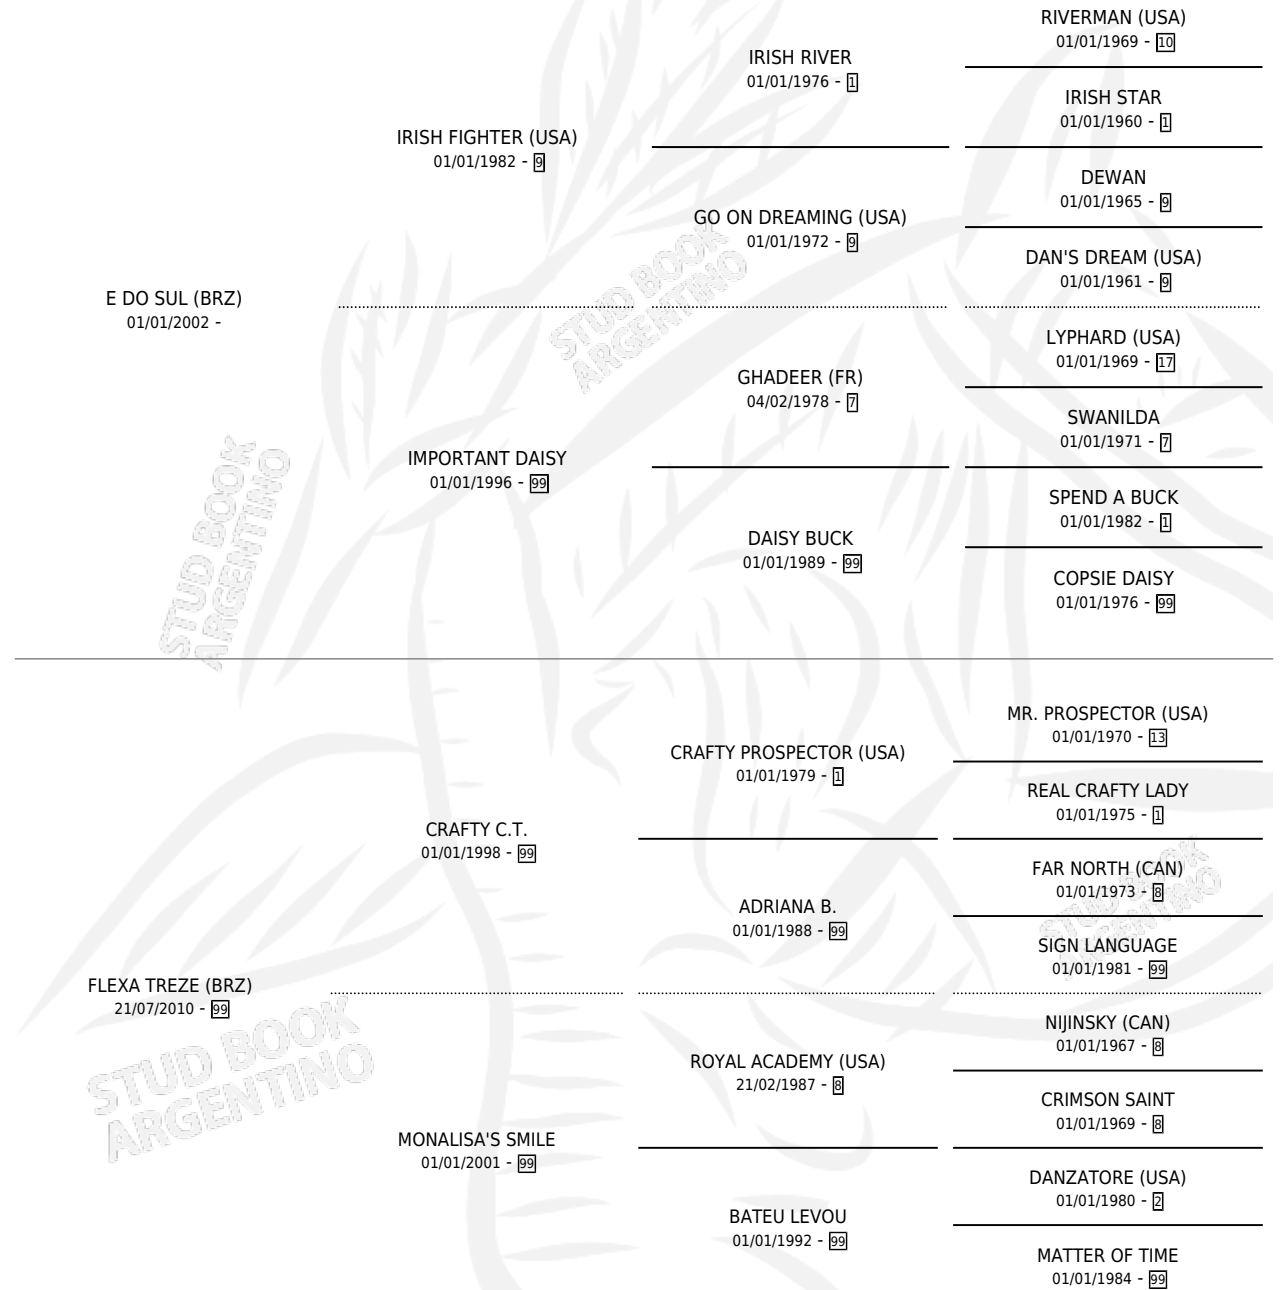 RIVERMAN (USA)
01/01/1969 - 10
IRISH RIVER
01/01/1976 - 1
IRISH STAR
01/01/1960 - 1
IRISH FIGHTER (USA)
01/01/1982 - 9
DEWAN
01/01/1965 - 9
GO ON DREAMING (USA)
01/01/1972 - 9
DAN'S DREAM (USA)
01/01/1961 - 9
E DO SUL (BRZ)
01/01/2002 -
LYPHARD (USA)
01/01/1969 - 17
GHADEER (FR)
04/02/1978 - 7
SWANILDA
01/01/1971 - 7
IMPORTANT DAISY
01/01/1996 - 99
SPEND A BUCK
01/01/1982 - 1
DAISY BUCK
01/01/1989 - 99
COPSIE DAISY
01/01/1976 - 99
STUD BOOK
ARGENTINO
STUD BOOK
ARGENTINO
MR. PROSPECTOR (USA)
01/01/1970 - 13
CRAFTY PROSPECTOR (USA)
01/01/1979 - 1
REAL CRAFTY LADY
01/01/1975 - 1
CRAFTY C.T.
01/01/1998 - 99
FAR NORTH (CAN)
01/01/1973 - 8
ADRIANA B.
01/01/1988 - 99
SIGN LANGUAGE
01/01/1981 - 99
FLEXA TREZE (BRZ)
21/07/2010 - 99
NIJINSKY (CAN)
01/01/1967 - 8
ROYAL ACADEMY (USA)
21/02/1987 - 8
CRIMSON SAINT
01/01/1969 - 8
MONALISA'S SMILE
01/01/2001 - 99
DANZATORE (USA)
01/01/1980 - 2
BATEU LEVOU
01/01/1992 - 99
MATTER OF TIME
01/01/1984 - 99
STUD BOOK
ARGENTINO
STUD BOOK
ARGENTINO